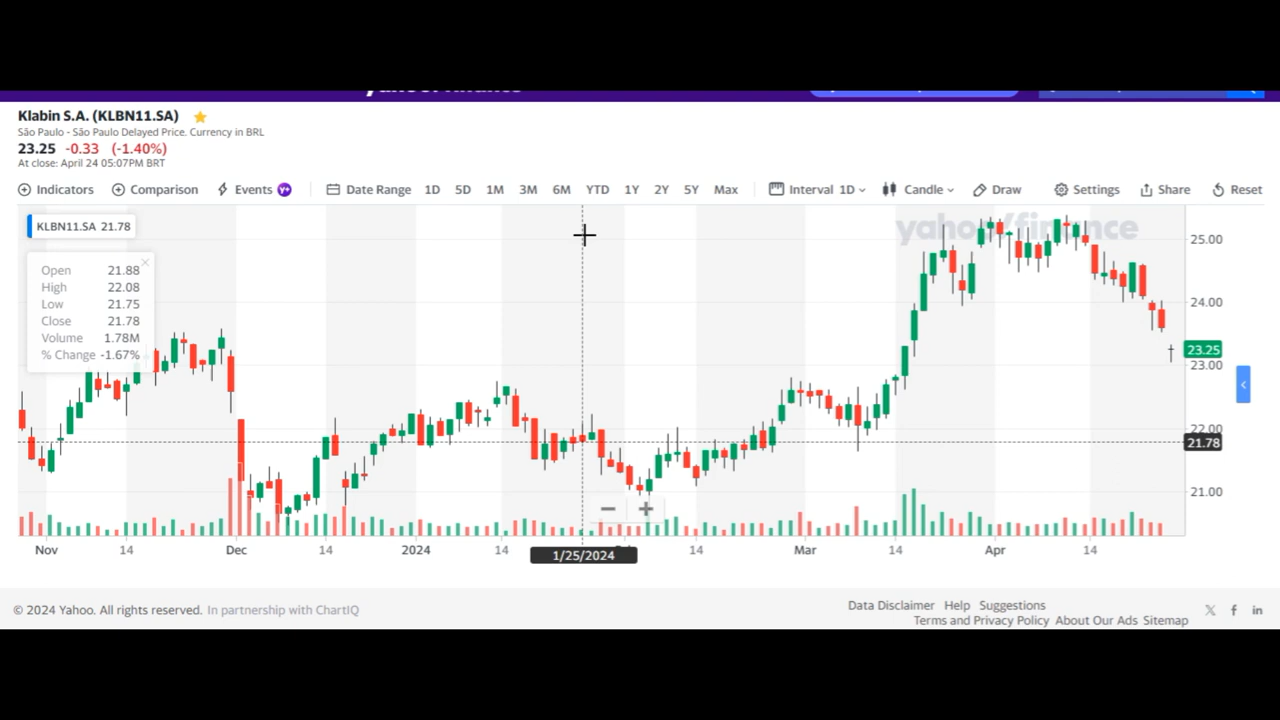 Klabin S.A. (KLBN11.SA)
São Paulo - São Paulo Delayed Price. Currency in BRL
23.25 -0.33 (-1.40%)
At close: April 24 05:07PM BRT
Indicators Comparison Events Y+ Date Range 1D 5D 1M 3M 6M YTD 1Y 2Y 5Y Max Interval 1D Candle Draw Settings Share Reset
KLBN11.SA 21.78
yahoo/finance
25.00
Open 21.88
High 22.08
Low 21.75
Close 21.78
Volume 1.78M
% Change -1.67%
24.00
23.25
23.00
22.00
21.78
21.00
Nov 14 Dec 14 2024 14 1/25/2024 14 Mar 14 Apr 14
© 2024 Yahoo. All rights reserved. In partnership with ChartIQ
Data Disclaimer Help Suggestions
Terms and Privacy Policy About Our Ads Sitemap